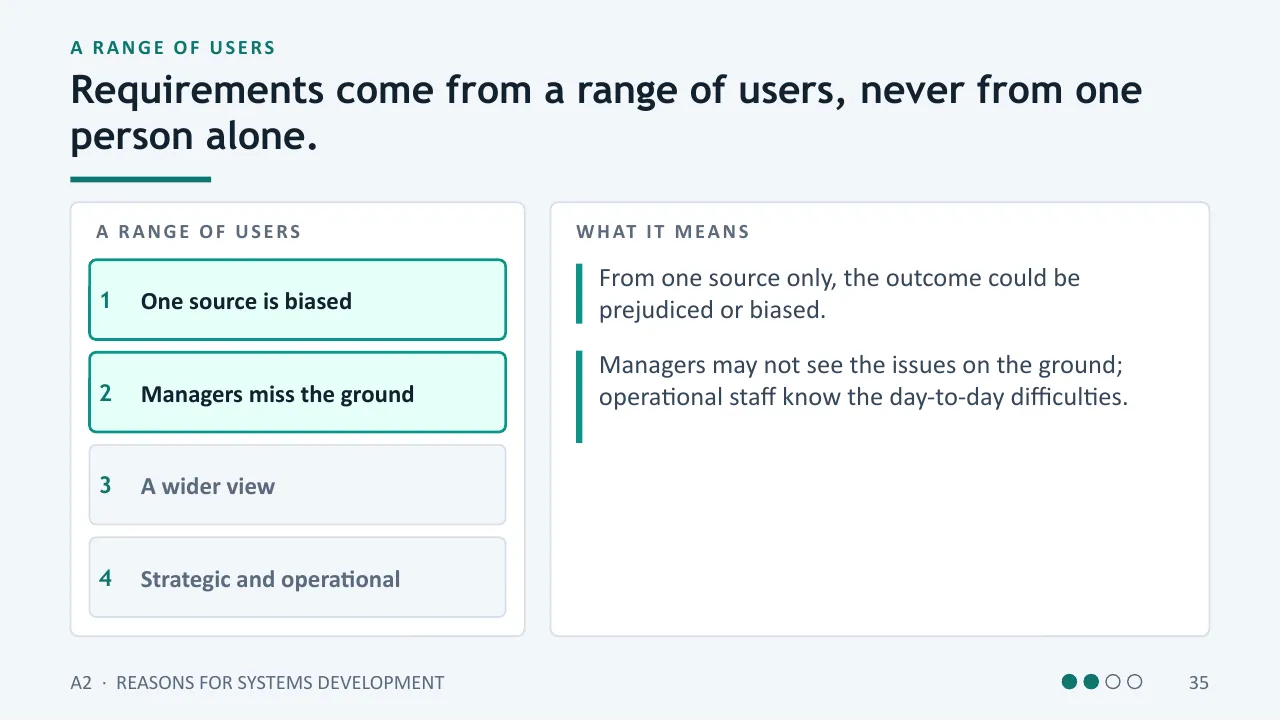 A RANGE OF USERS
Requirements come from a range of users, never from one
person alone.
A RANGE OF USERS
1 One source is biased
2 Managers miss the ground
3 A wider view
4 Strategic and operational
WHAT IT MEANS
From one source only, the outcome could be
prejudiced or biased.
Managers may not see the issues on the ground;
operational staff know the day-to-day difficulties.
A2 · REASONS FOR SYSTEMS DEVELOPMENT
35